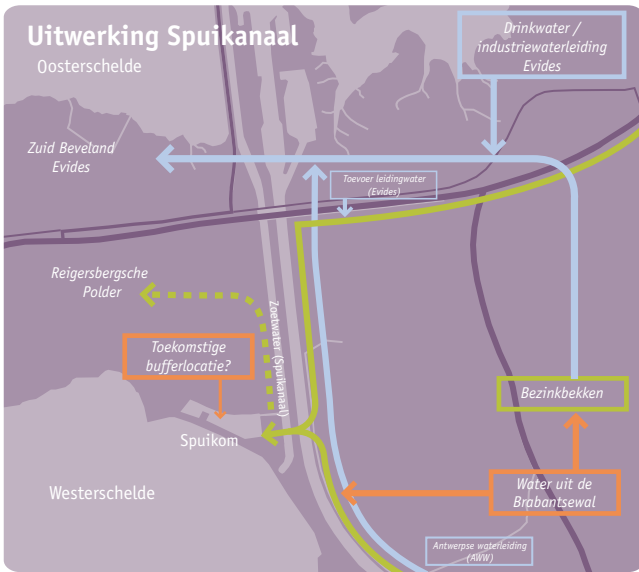 Uitwerking Spuikanaal
Oosterschelde
Drinkwater /
industriewaterleiding
Evides
Zuid Beveland
Evides
Toevoer leidingwater
(Evides)
Reigersbergsche
Polder
Zoetwater (Spuikanaal)
Toekomstige
bufferlocatie?
Bezinkbekken
Spuikom
Westerschelde
Water uit de
Brabantsewal
Antwerpse waterleiding
(AWW)